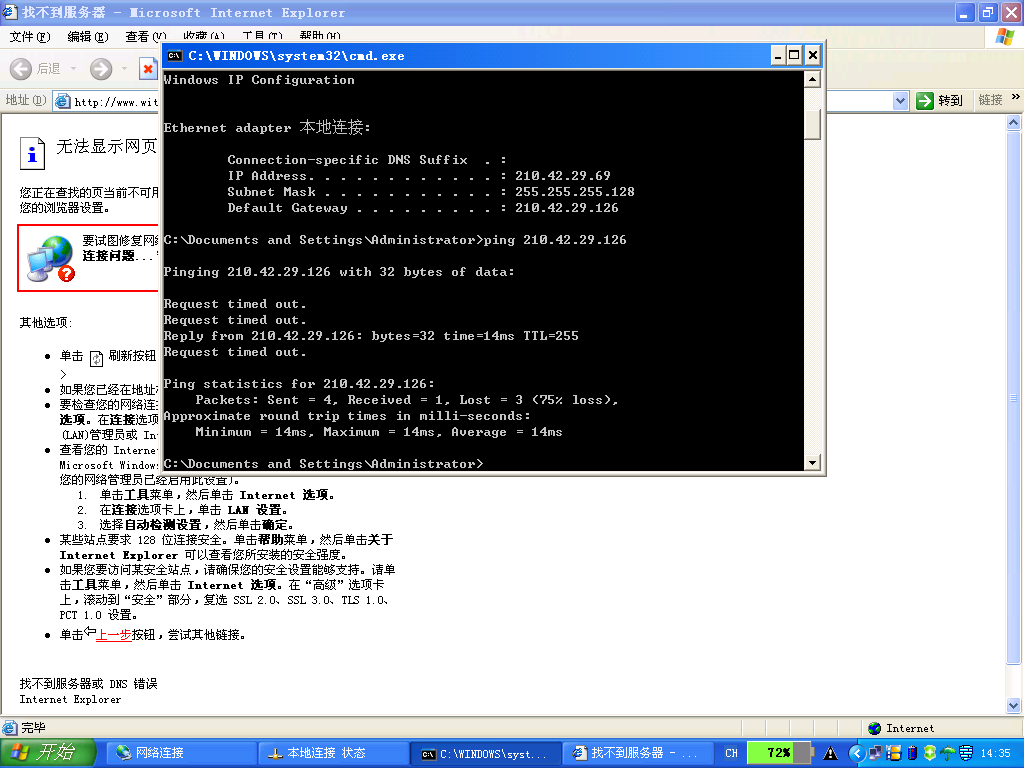 找不到服务器 - Microsoft Internet Explorer
文件(F) 编辑(E) 查看(V) 收藏(A) 工具(T) 帮助(H)
C:\WINDOWS\system32\cmd.exe
后退
地址(D) http://www.wit
转到 链接 »
Windows IP Configuration
Ethernet adapter 本地连接:
Connection-specific DNS Suffix . :
IP Address. . . . . . . . . . . . : 210.42.29.69
Subnet Mask . . . . . . . . . . . : 255.255.255.128
Default Gateway . . . . . . . . . : 210.42.29.126
C:\Documents and Settings\Administrator>ping 210.42.29.126
Pinging 210.42.29.126 with 32 bytes of data:
Request timed out.
Request timed out.
Reply from 210.42.29.126: bytes=32 time=14ms TTL=255
Request timed out.
Ping statistics for 210.42.29.126:
Packets: Sent = 4, Received = 1, Lost = 3 (75% loss),
Approximate round trip times in milli-seconds:
Minimum = 14ms, Maximum = 14ms, Average = 14ms
C:\Documents and Settings\Administrator>
无法显示网页
您正在查找的页当前不可用
您的浏览器设置。
要试图修复网络
连接问题..."
其他选项:
单击 刷新按钮
>
如果您已经在地址
要检查您的网络连
选项。在连接选项
(LAN)管理员或 In
查看您的 Internet
Microsoft Windows
您的网络管理员已经启用此设置)。
1. 单击工具菜单，然后单击 Internet 选项。
2. 在连接选项卡上，单击 LAN 设置。
3. 选择自动检测设置，然后单击确定。
某些站点要求 128 位连接安全。单击帮助菜单，然后单击关于
Internet Explorer 可以查看您所安装的安全强度。
如果您要访问某安全站点，请确保您的安全设置能够支持。请单
击工具菜单，然后单击 Internet 选项。在“高级”选项卡
上，滚动到“安全”部分，复选 SSL 2.0、SSL 3.0、TLS 1.0、
PCT 1.0 设置。
单击上一步按钮，尝试其他链接。
找不到服务器或 DNS 错误
Internet Explorer
完毕
Internet
开始 网络连接 本地连接 状态 C:\WINDOWS\syst... 找不到服务器 - ... CH 72% 14:35